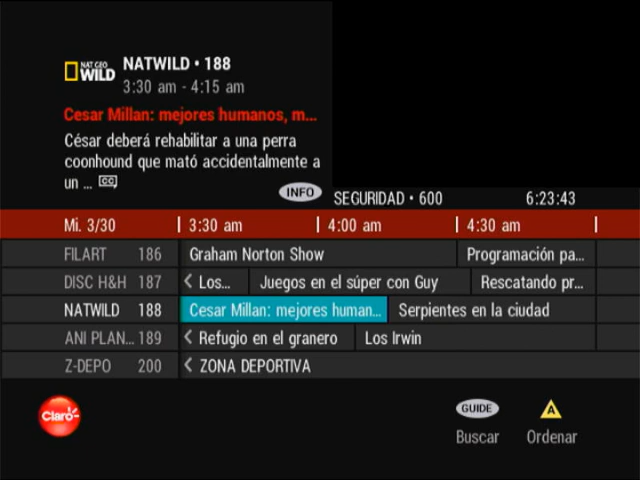 NAT GEO
WILD
NATWILD • 188
3:30 am - 4:15 am
Cesar Millan: mejores humanos, m...
César deberá rehabilitar a una perra
coonhound que mató accidentalmente a
un ... CC
INFO
SEGURIDAD • 600 6:23:43
Mi. 3/30 3:30 am 4:00 am 4:30 am
FILART 186 Graham Norton Show Programación pa...
DISC H&H 187 Los... Juegos en el súper con Guy Rescatando pr...
NATWILD 188 Cesar Millan: mejores human... Serpientes en la ciudad
ANI PLAN... 189 Refugio en el granero Los Irwin
Z-DEPO 200 ZONA DEPORTIVA
Claro
GUIDE A
Buscar Ordenar